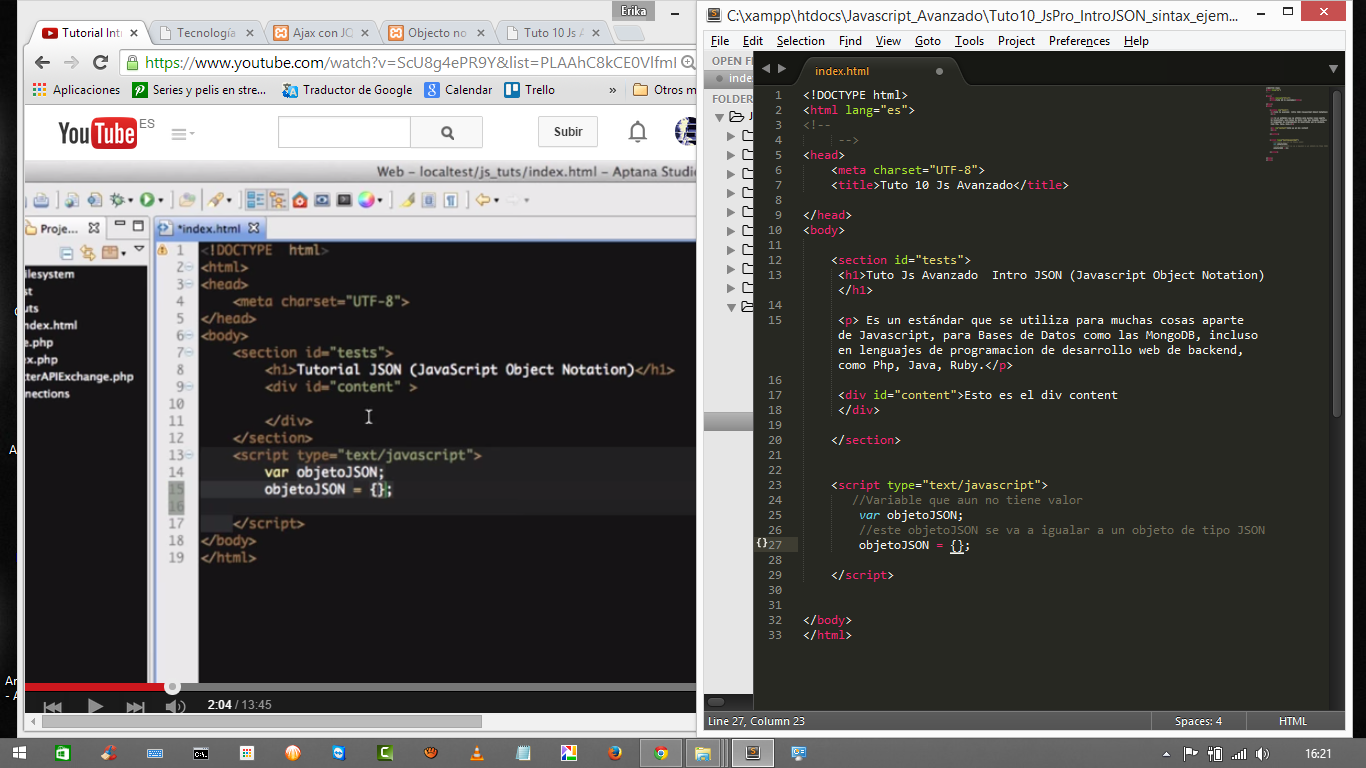 Erika
Tutorial Int
Tecnología
Ajax con JQ
Objecto no
Tuto 10 Js A
https://www.youtube.com/watch?v=ScU8g4ePR9Y&list=PLAAhC8kCE0Vlfml
Aplicaciones
Series y pelis en stre...
Traductor de Google
Calendar
Trello
»
Otros m
YouTube ES
Subir
Web – localtest/js_tuts/index.html – Aptana Studi
Proje...
*index.html
ilesystem
st
uts
ndex.html
e.php
ex.php
tterAPIExchange.php
nnections
1 <!DOCTYPE html>
2 <html>
3 <head>
4 <meta charset="UTF-8">
5 </head>
6 <body>
7 <section id="tests">
8 <h1>Tutorial JSON (JavaScript Object Notation)</h1>
9 <div id="content" >
10
11 </div>
12 </section>
13 <script type="text/javascript">
14 var objetoJSON;
15 objetoJSON = {};
16
17 </script>
18 </body>
19 </html>
2:04 / 13:45
C:\xampp\htdocs\Javascript_Avanzado\Tuto10_JsPro_IntroJSON_sintax_ejem...
File Edit Selection Find View Goto Tools Project Preferences Help
OPEN FI
inde
FOLDER
J
index.html
1 <!DOCTYPE html>
2 <html lang="es">
3 <!--
4 -->
5 <head>
6 <meta charset="UTF-8">
7 <title>Tuto 10 Js Avanzado</title>
8
9 </head>
10 <body>
11
12 <section id="tests">
13 <h1>Tuto Js Avanzado  Intro JSON (Javascript Object Notation)
</h1>
14
15 <p> Es un estándar que se utiliza para muchas cosas aparte
de Javascript, para Bases de Datos como las MongoDB, incluso
en lenguajes de programacion de desarrollo web de backend,
como Php, Java, Ruby.</p>
16
17 <div id="content">Esto es el div content
18 </div>
19
20 </section>
21
22
23 <script type="text/javascript">
24 //Variable que aun no tiene valor
25 var objetoJSON;
26 //este objetoJSON se va a igualar a un objeto de tipo JSON
{} 27 objetoJSON = {};
28
29 </script>
30
31
32 </body>
33 </html>
Line 27, Column 23
Spaces: 4
HTML
16:21